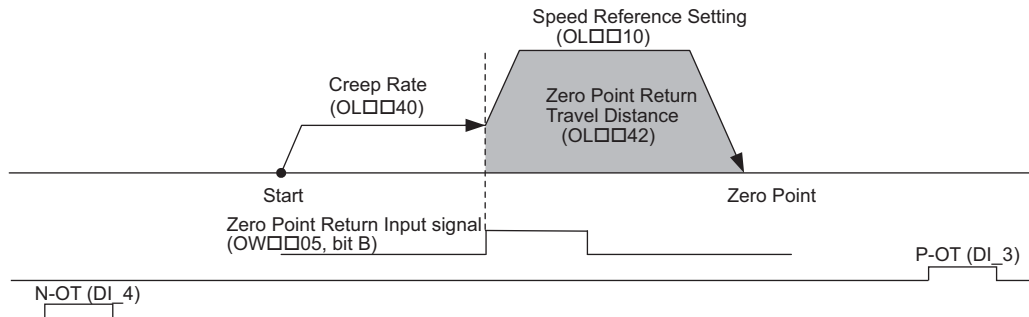 Speed Reference Setting
(OL□□10)
Creep Rate
(OL□□40)
Zero Point Return
Travel Distance
(OL□□42)
Start
Zero Point
Zero Point Return Input signal
(OW□□05, bit B)
P-OT (DI_3)
N-OT (DI_4)